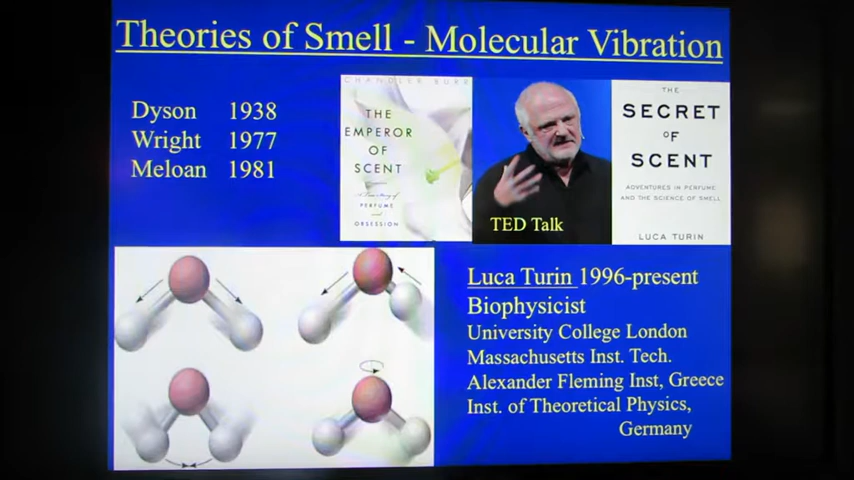 Theories of Smell - Molecular Vibration
Dyson 1938
Wright 1977
Meloan 1981
CHANDLER BURR
THE
EMPEROR
OF
SCENT
PERFUME
and
OBSESSION
TED Talk
THE
SECRET
OF
SCENT
ADVENTURES IN PERFUME
AND THE SCIENCE OF SMELL
LUCA TURIN
Luca Turin 1996-present
Biophysicist
University College London
Massachusetts Inst. Tech.
Alexander Fleming Inst, Greece
Inst. of Theoretical Physics,
Germany